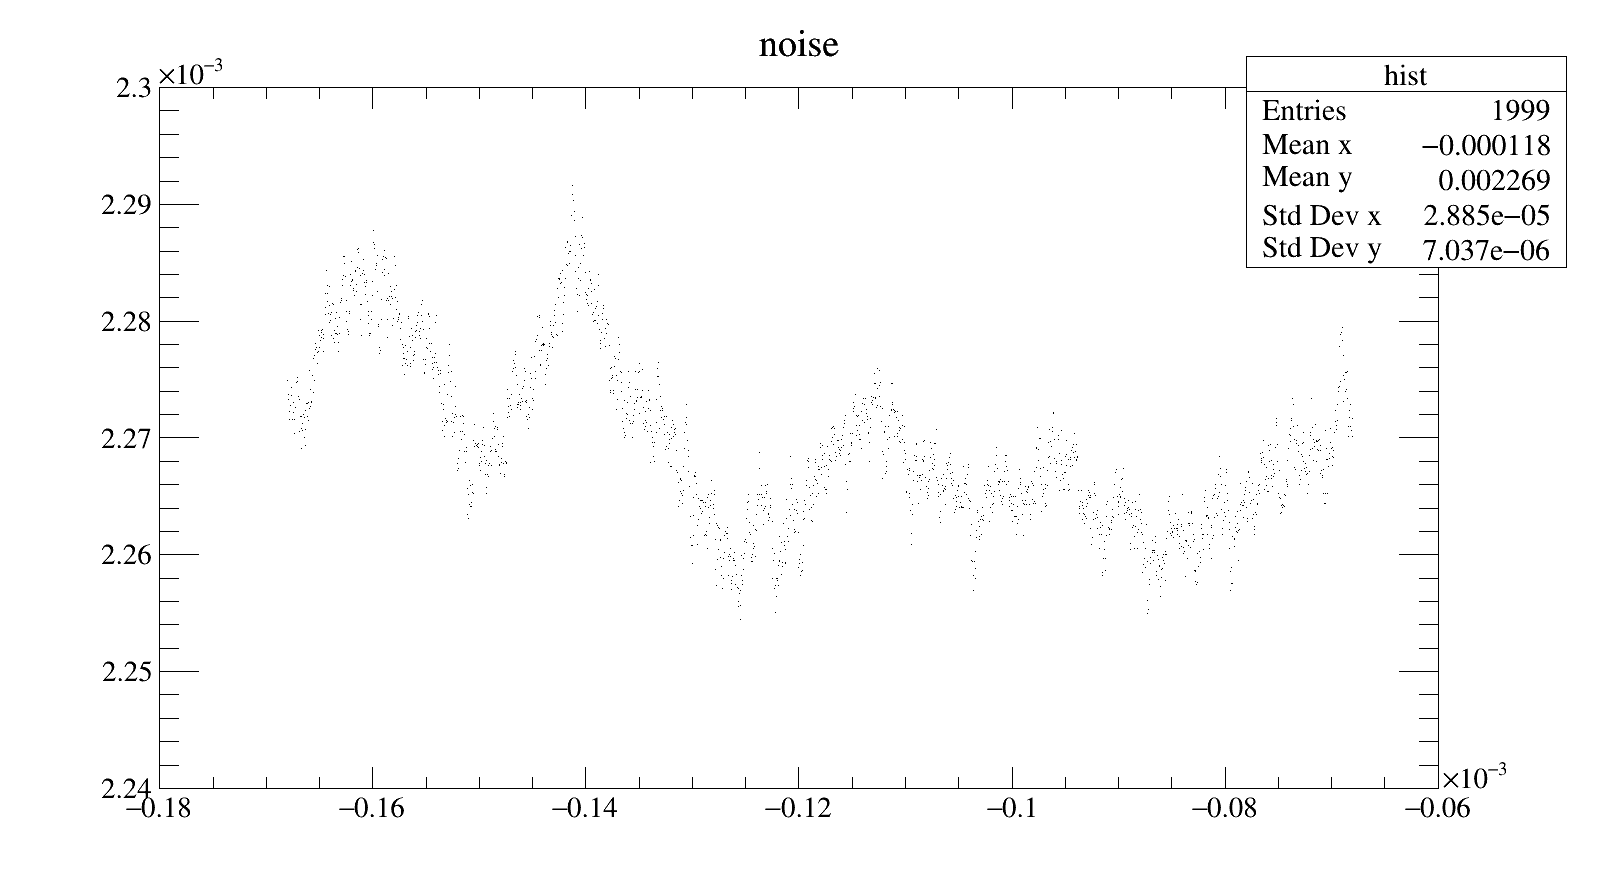 noise
×10⁻³
hist
Entries 1999
Mean x −0.000118
Mean y 0.002269
Std Dev x 2.885e−05
Std Dev y 7.037e−06
2.3
2.29
2.28
2.27
2.26
2.25
2.24
×10⁻³
−0.18 −0.16 −0.14 −0.12 −0.1 −0.08 −0.06